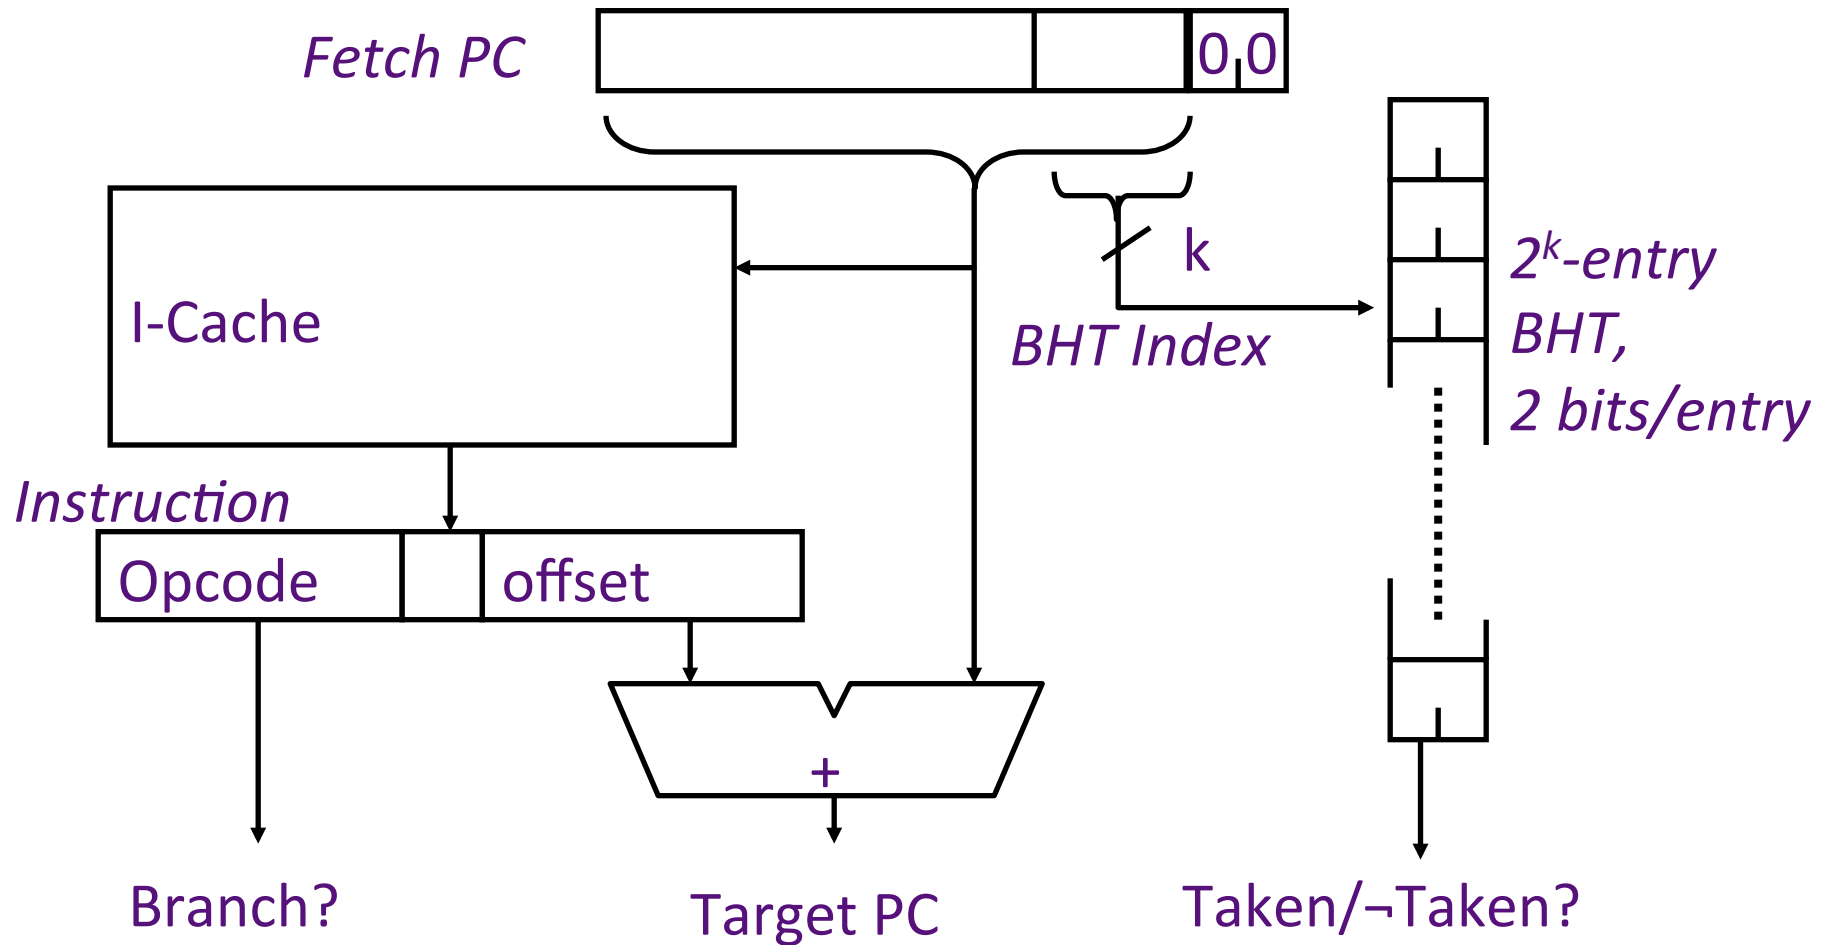 Fetch PC
0 0
k
2ᵏ-entry
BHT,
2 bits/entry
I-Cache
BHT Index
Instruction
Opcode
offset
+
Branch?
Target PC
Taken/¬Taken?